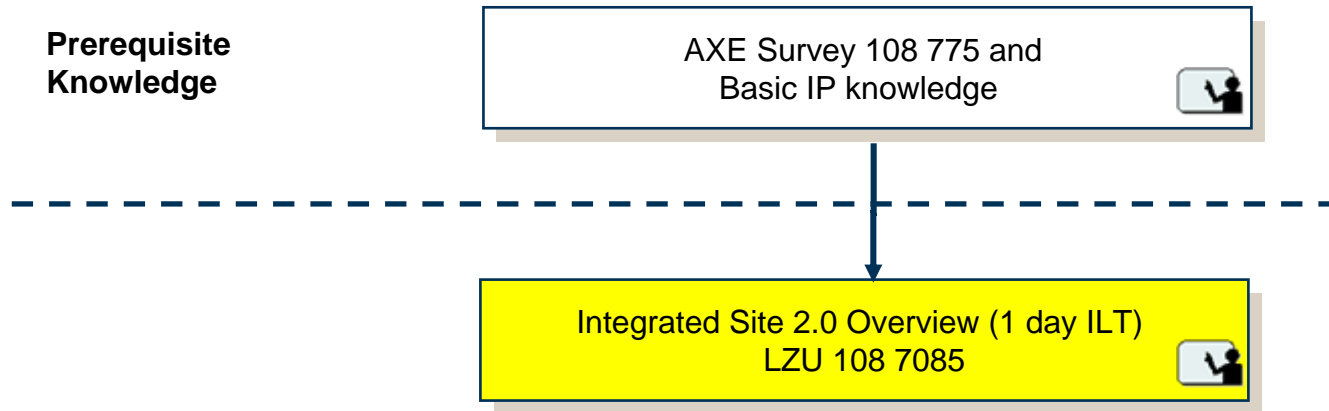 Prerequisite
Knowledge
AXE Survey 108 775 and
Basic IP knowledge
Integrated Site 2.0 Overview (1 day ILT)
LZU 108 7085